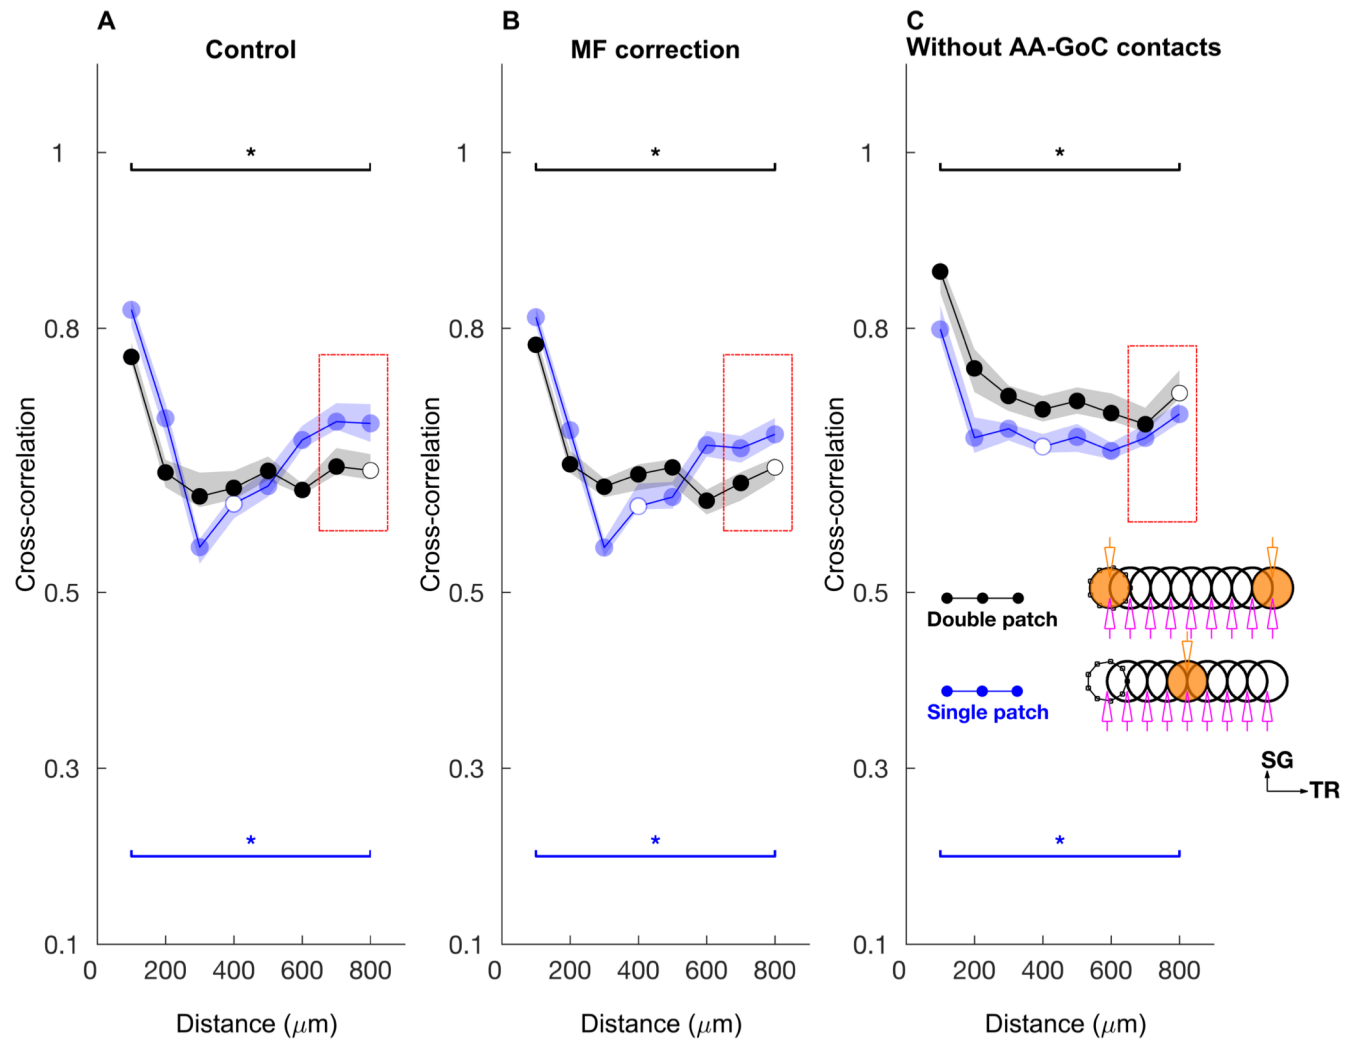 A
Control
1
0.8
0.5
0.3
0.1
*
*
Cross-correlation
0
200
400
600
800
Distance (μm)
B
MF correction
1
0.8
0.5
0.3
0.1
*
*
Cross-correlation
0
200
400
600
800
Distance (μm)
C
Without AA-GoC contacts
1
0.8
0.5
0.3
0.1
*
*
Cross-correlation
0
200
400
600
800
Distance (μm)
Double patch
Single patch
SG
TR